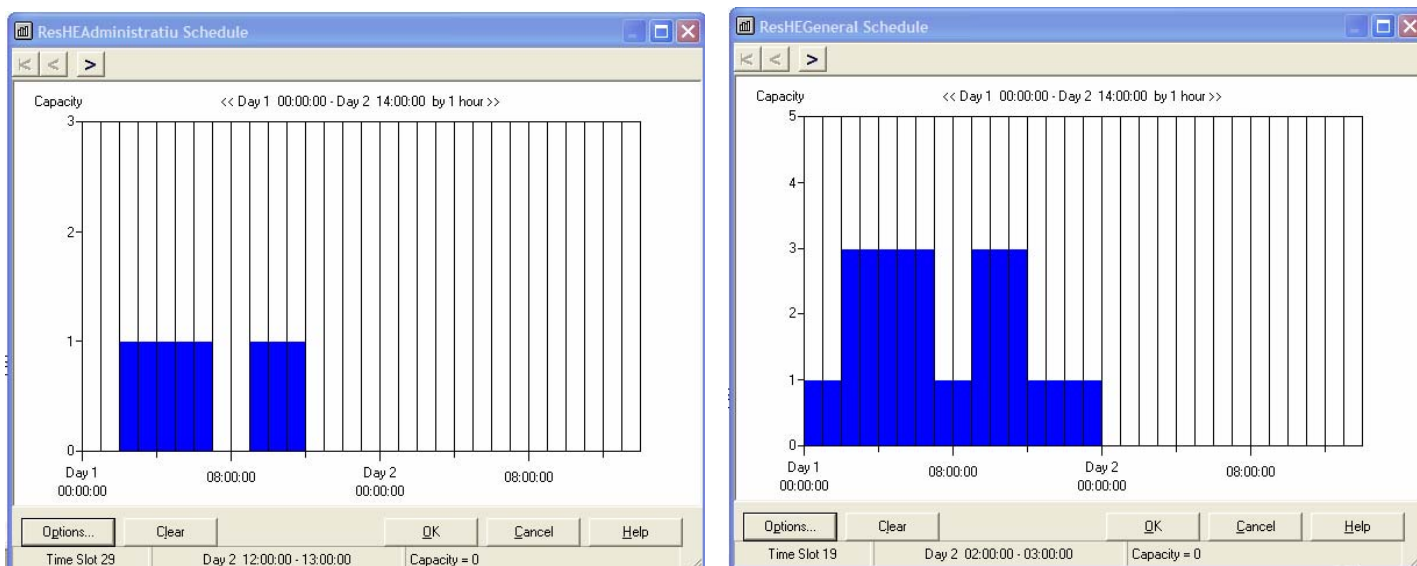 ResHEAdministratiu Schedule
Capacity
<< Day 1 00:00:00 - Day 2 14:00:00 by 1 hour >>
3
2
1
0
Day 1
00:00:00
08:00:00
Day 2
00:00:00
08:00:00
Options...
Clear
OK
Cancel
Help
Time Slot 29
Day 2 12:00:00 - 13:00:00
Capacity = 0
ResHEGeneral Schedule
Capacity
<< Day 1 00:00:00 - Day 2 14:00:00 by 1 hour >>
5
4
3
2
1
0
Day 1
00:00:00
08:00:00
Day 2
00:00:00
08:00:00
Options...
Clear
OK
Cancel
Help
Time Slot 19
Day 2 02:00:00 - 03:00:00
Capacity = 0